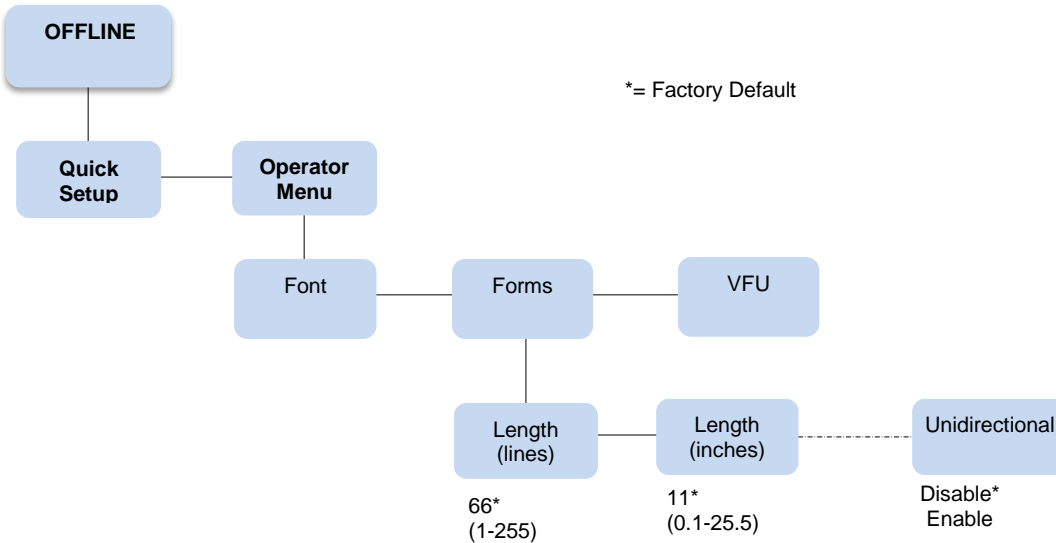 OFFLINE
*= Factory Default
Quick
Setup
Operator
Menu
Font
Forms
VFU
Length
(lines)
Length
(inches)
Unidirectional
66*
(1-255)
11*
(0.1-25.5)
Disable*
Enable